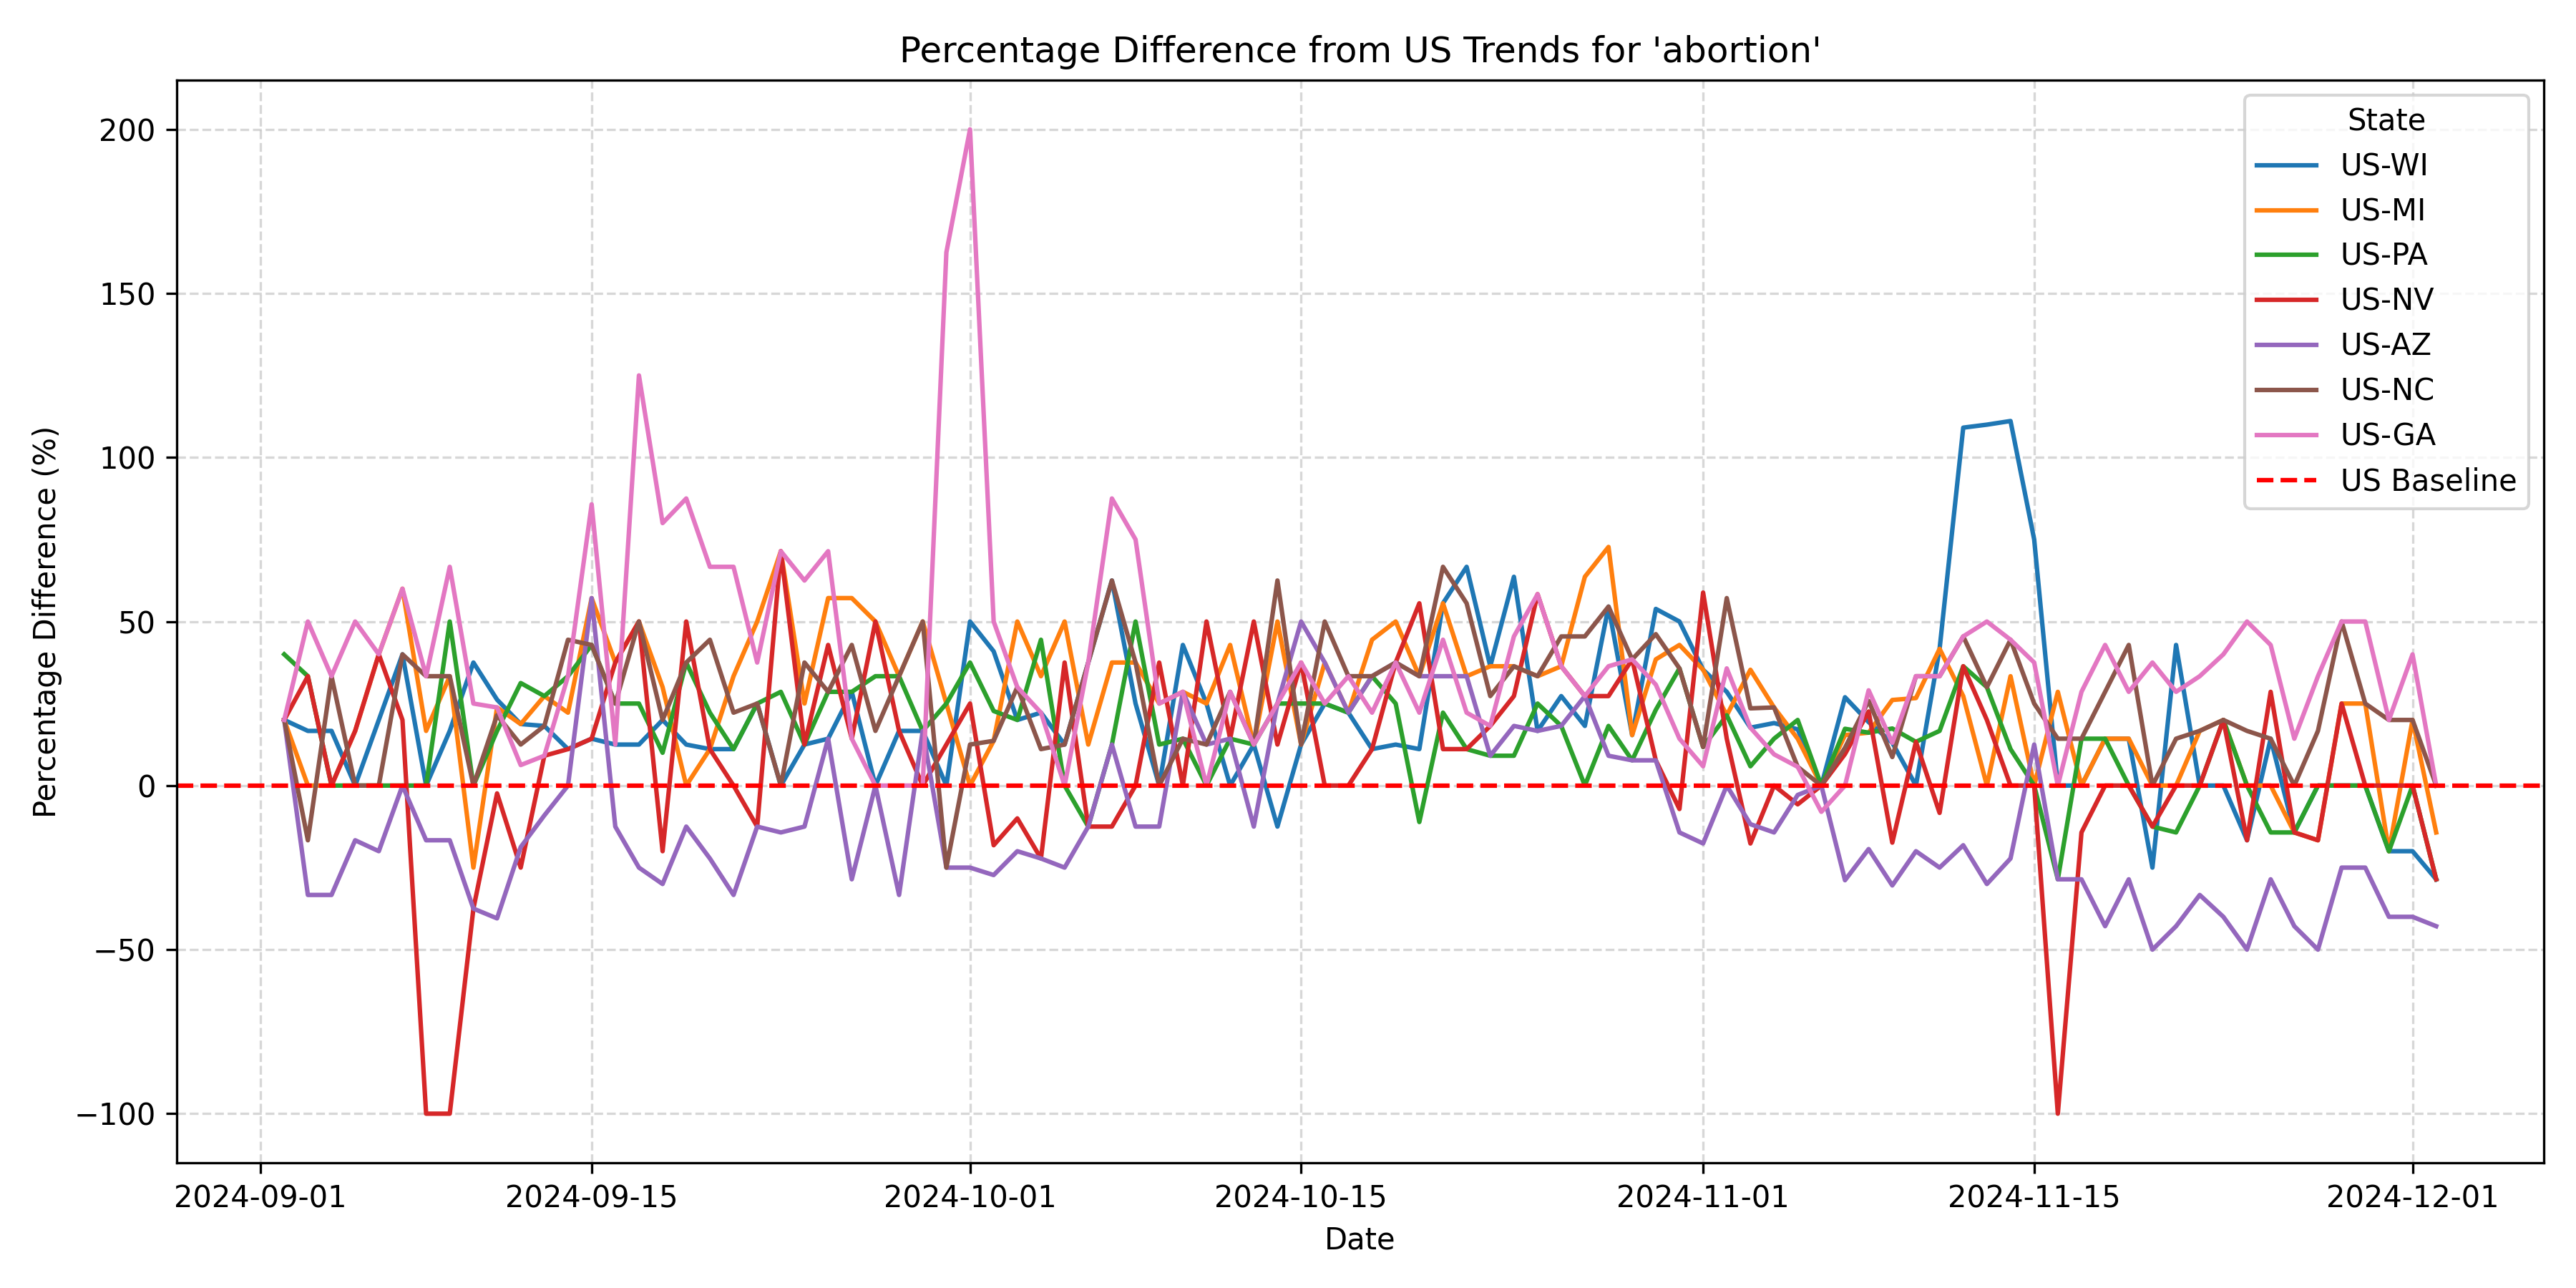 Percentage Difference from US Trends for 'abortion'
Percentage Difference (%)
200
150
100
50
0
−50
−100
State
US-WI
US-MI
US-PA
US-NV
US-AZ
US-NC
US-GA
US Baseline
2024-09-01 2024-09-15 2024-10-01 2024-10-15 2024-11-01 2024-11-15 2024-12-01
Date